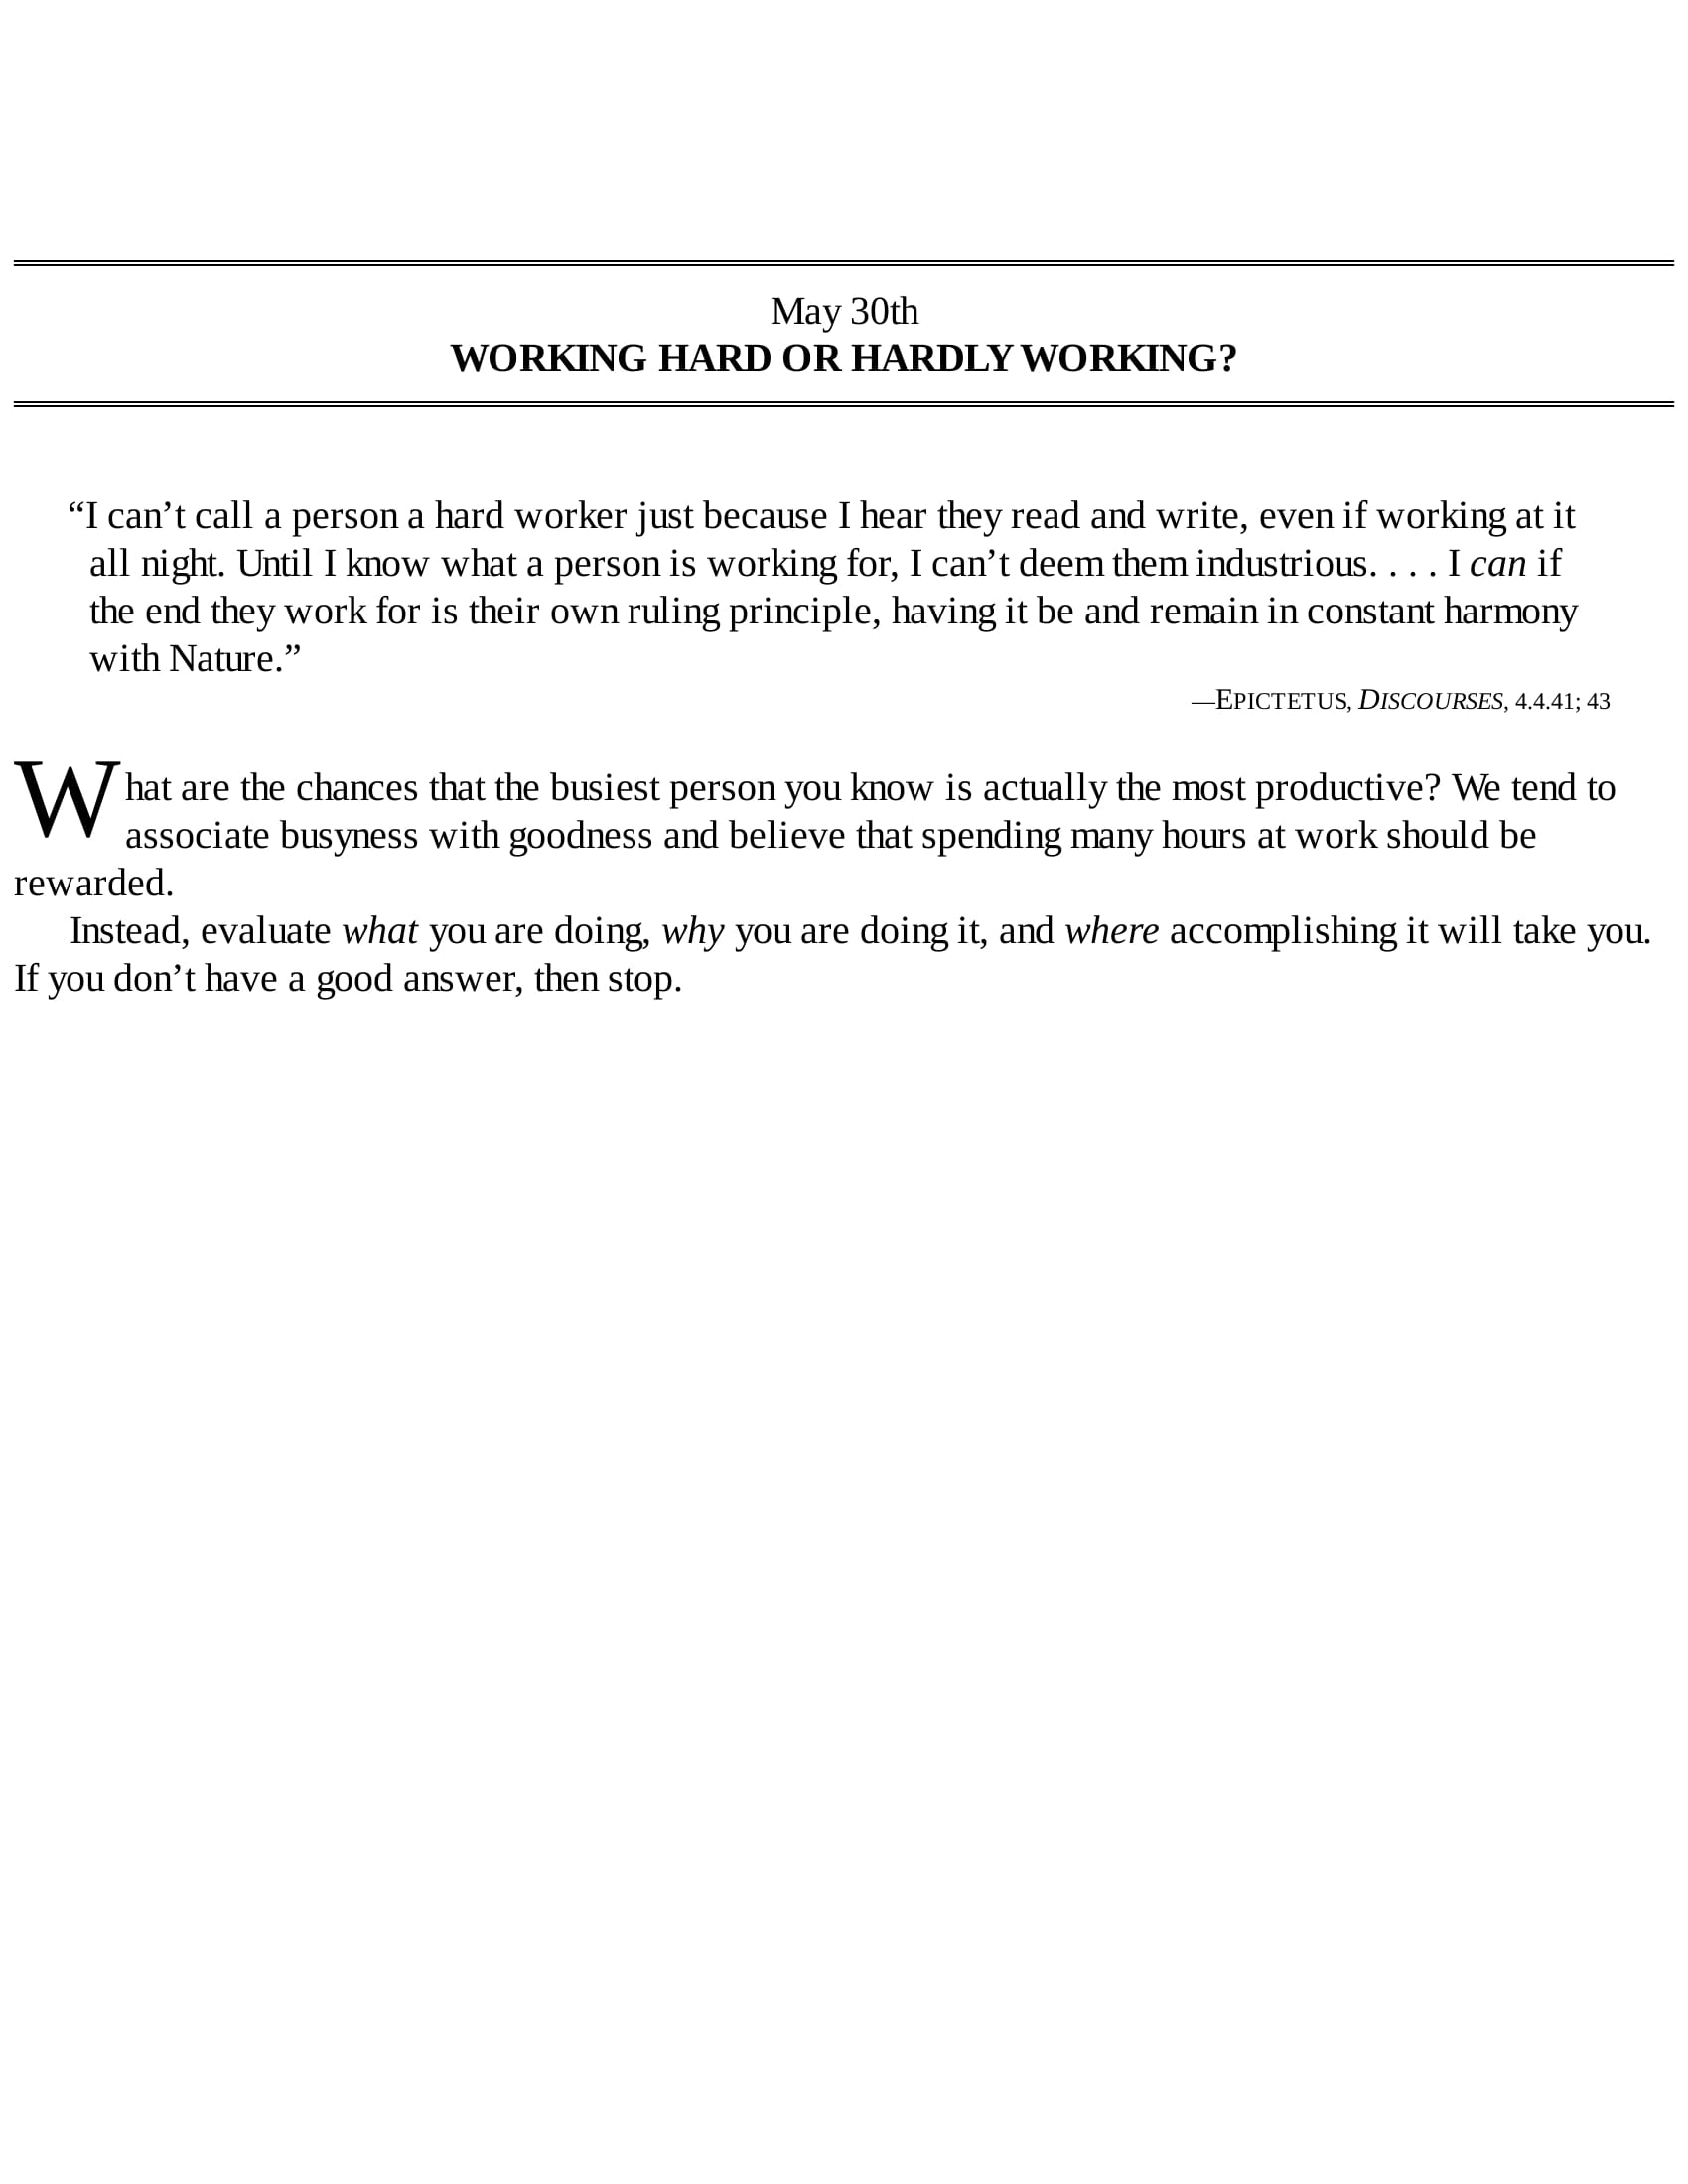 May 30th
WORKING HARD OR HARDLY WORKING?
“I can’t call a person a hard worker just because I hear they read and write, even if working at it
all night. Until I know what a person is working for, I can’t deem them industrious. . . . I can if
the end they work for is their own ruling principle, having it be and remain in constant harmony
with Nature.”
—EPICTETUS, DISCOURSES, 4.4.41; 43
What are the chances that the busiest person you know is actually the most productive? We tend to
associate busyness with goodness and believe that spending many hours at work should be
rewarded.
Instead, evaluate what you are doing, why you are doing it, and where accomplishing it will take you.
If you don’t have a good answer, then stop.